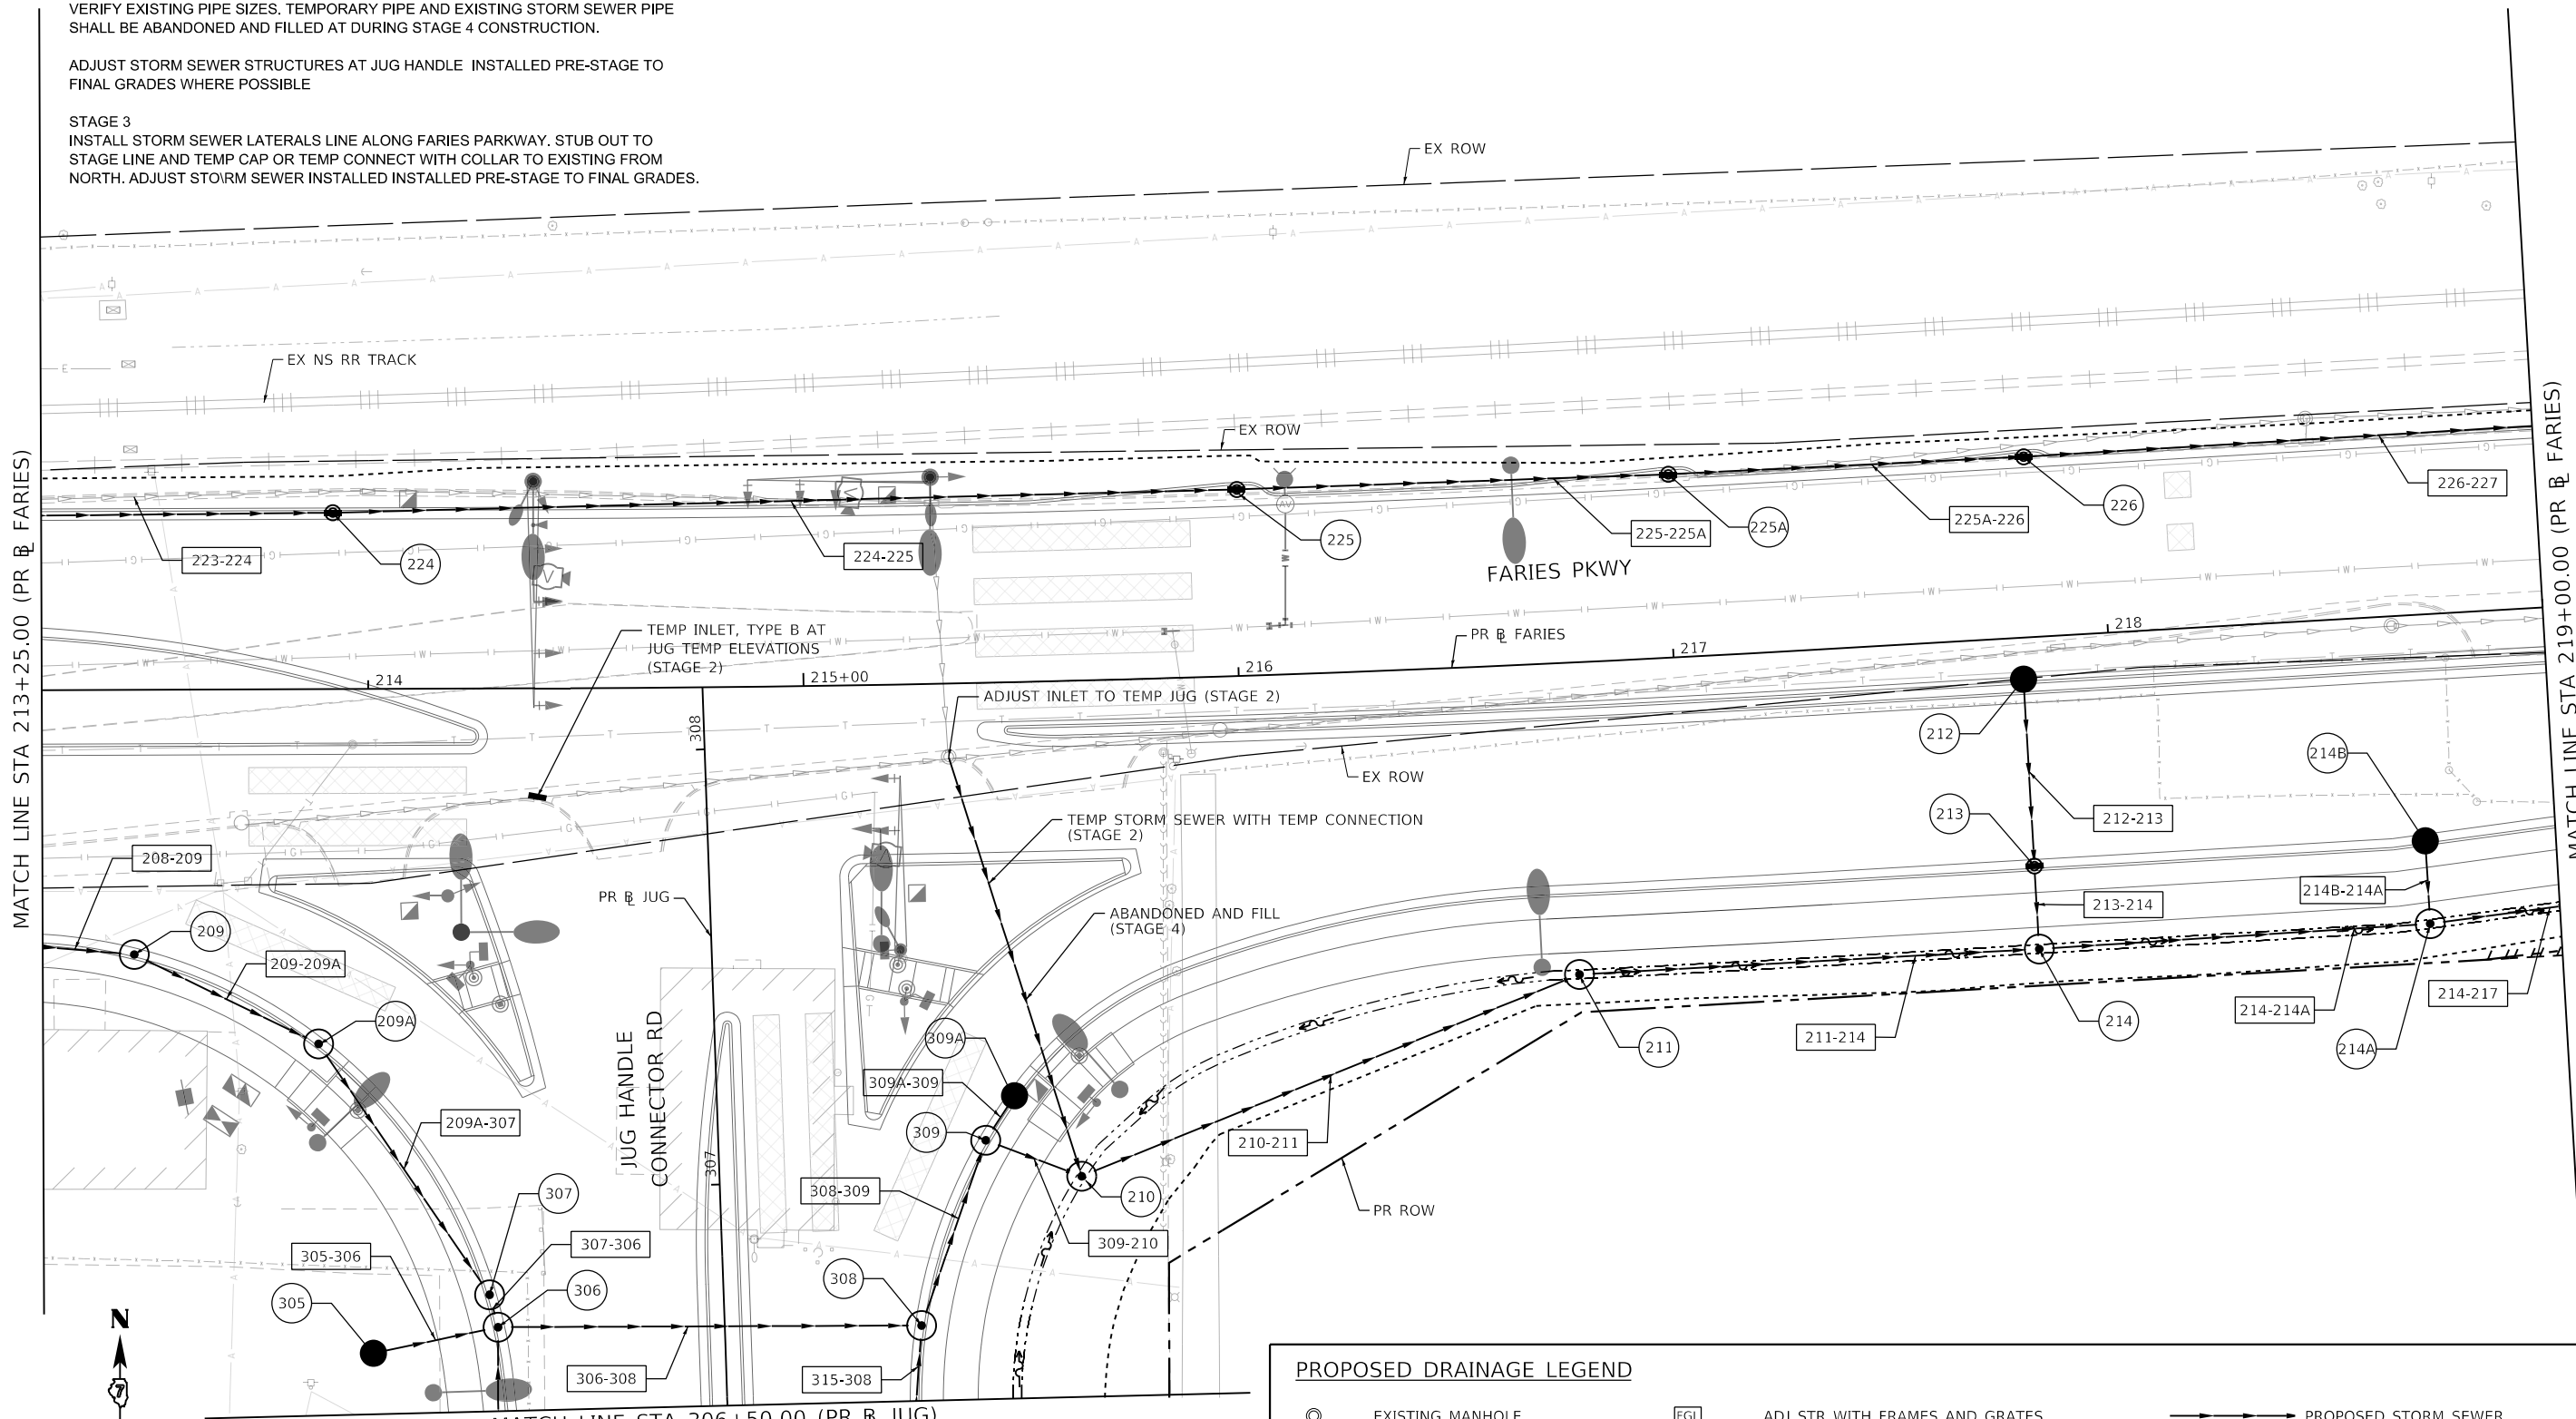 VERIFY EXISTING PIPE SIZES. TEMPORARY PIPE AND EXISTING STORM SEWER PIPE
SHALL BE ABANDONED AND FILLED AT DURING STAGE 4 CONSTRUCTION.
ADJUST STORM SEWER STRUCTURES AT JUG HANDLE INSTALLED PRE-STAGE TO
FINAL GRADES WHERE POSSIBLE
STAGE 3
INSTALL STORM SEWER LATERALS LINE ALONG FARIES PARKWAY. STUB OUT TO
STAGE LINE AND TEMP CAP OR TEMP CONNECT WITH COLLAR TO EXISTING FROM
NORTH. ADJUST STO\RM SEWER INSTALLED INSTALLED PRE-STAGE TO FINAL GRADES.
EX ROW
EX NS RR TRACK
EX ROW
MATCH LINE STA 213+25.00 (PR ℄ FARIES)
MATCH LINE STA 219+00.00 (PR ℄ FARIES)
223-224
224
224-225
225
225-225A
225A
225A-226
226
226-227
FARIES PKWY
TEMP INLET, TYPE B AT
JUG TEMP ELEVATIONS
(STAGE 2)
PR ℄ FARIES
214
215+00
216
217
218
308
ADJUST INLET TO TEMP JUG (STAGE 2)
EX ROW
212
214B
213
212-213
TEMP STORM SEWER WITH TEMP CONNECTION
(STAGE 2)
208-209
209
209-209A
209A
PR ℄ JUG
ABANDONED AND FILL
(STAGE 4)
214B-214A
213-214
214-217
214-214A
214
214A
211-214
211
309A
309A-309
309
JUG HANDLE
CONNECTOR RD
307
209A-307
210-211
307
308-309
210
PR ROW
305-306
307-306
309-210
305
306
308
306-308
315-308
N
7
MATCH LINE STA 306+50.00 (PR ℄ JUG)
PROPOSED DRAINAGE LEGEND
EXISTING MANHOLE
FGL
ADJ STR WITH FRAMES AND GRATES
PROPOSED STORM SEWER